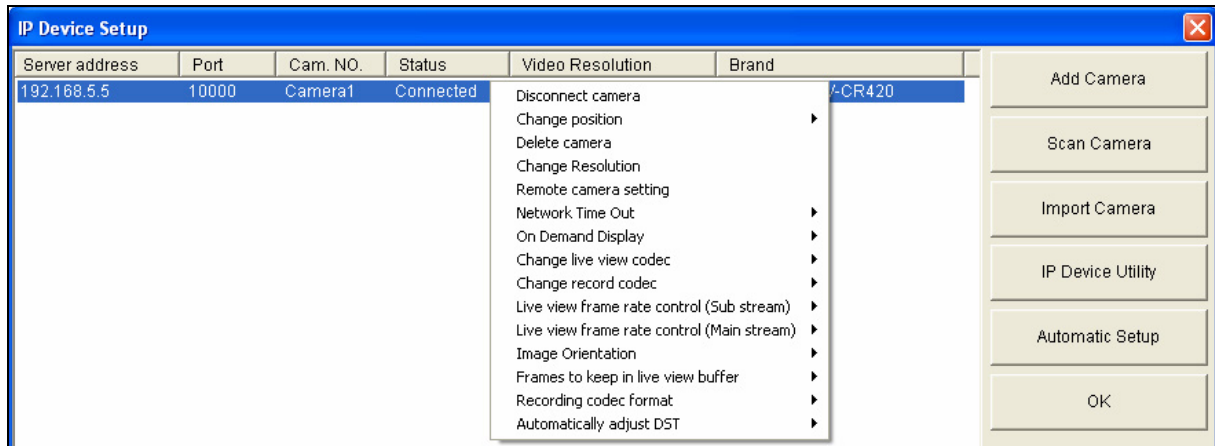 IP Device Setup
Server address Port Cam. NO. Status Video Resolution Brand
192.168.5.5 10000 Camera1 Connected -CR420
Disconnect camera
Change position
Delete camera
Change Resolution
Remote camera setting
Network Time Out
On Demand Display
Change live view codec
Change record codec
Live view frame rate control (Sub stream)
Live view frame rate control (Main stream)
Image Orientation
Frames to keep in live view buffer
Recording codec format
Automatically adjust DST
Add Camera
Scan Camera
Import Camera
IP Device Utility
Automatic Setup
OK